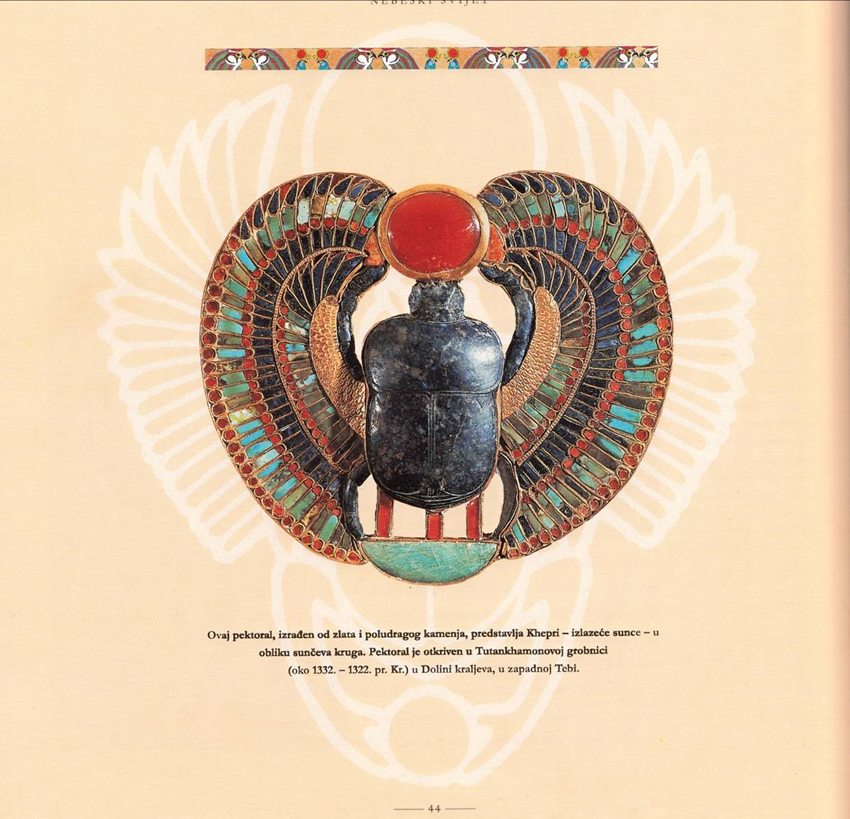 NEBESKI SVIJET
Ovaj pektoral, izrađen od zlata i poludragog kamenja, predstavlja Khepri – izlazeće sunce – u
obliku sunčeva kruga. Pektoral je otkriven u Tutankhamonovoj grobnici
(oko 1332. – 1322. pr. Kr.) u Dolini kraljeva, u zapadnoj Tebi.
44